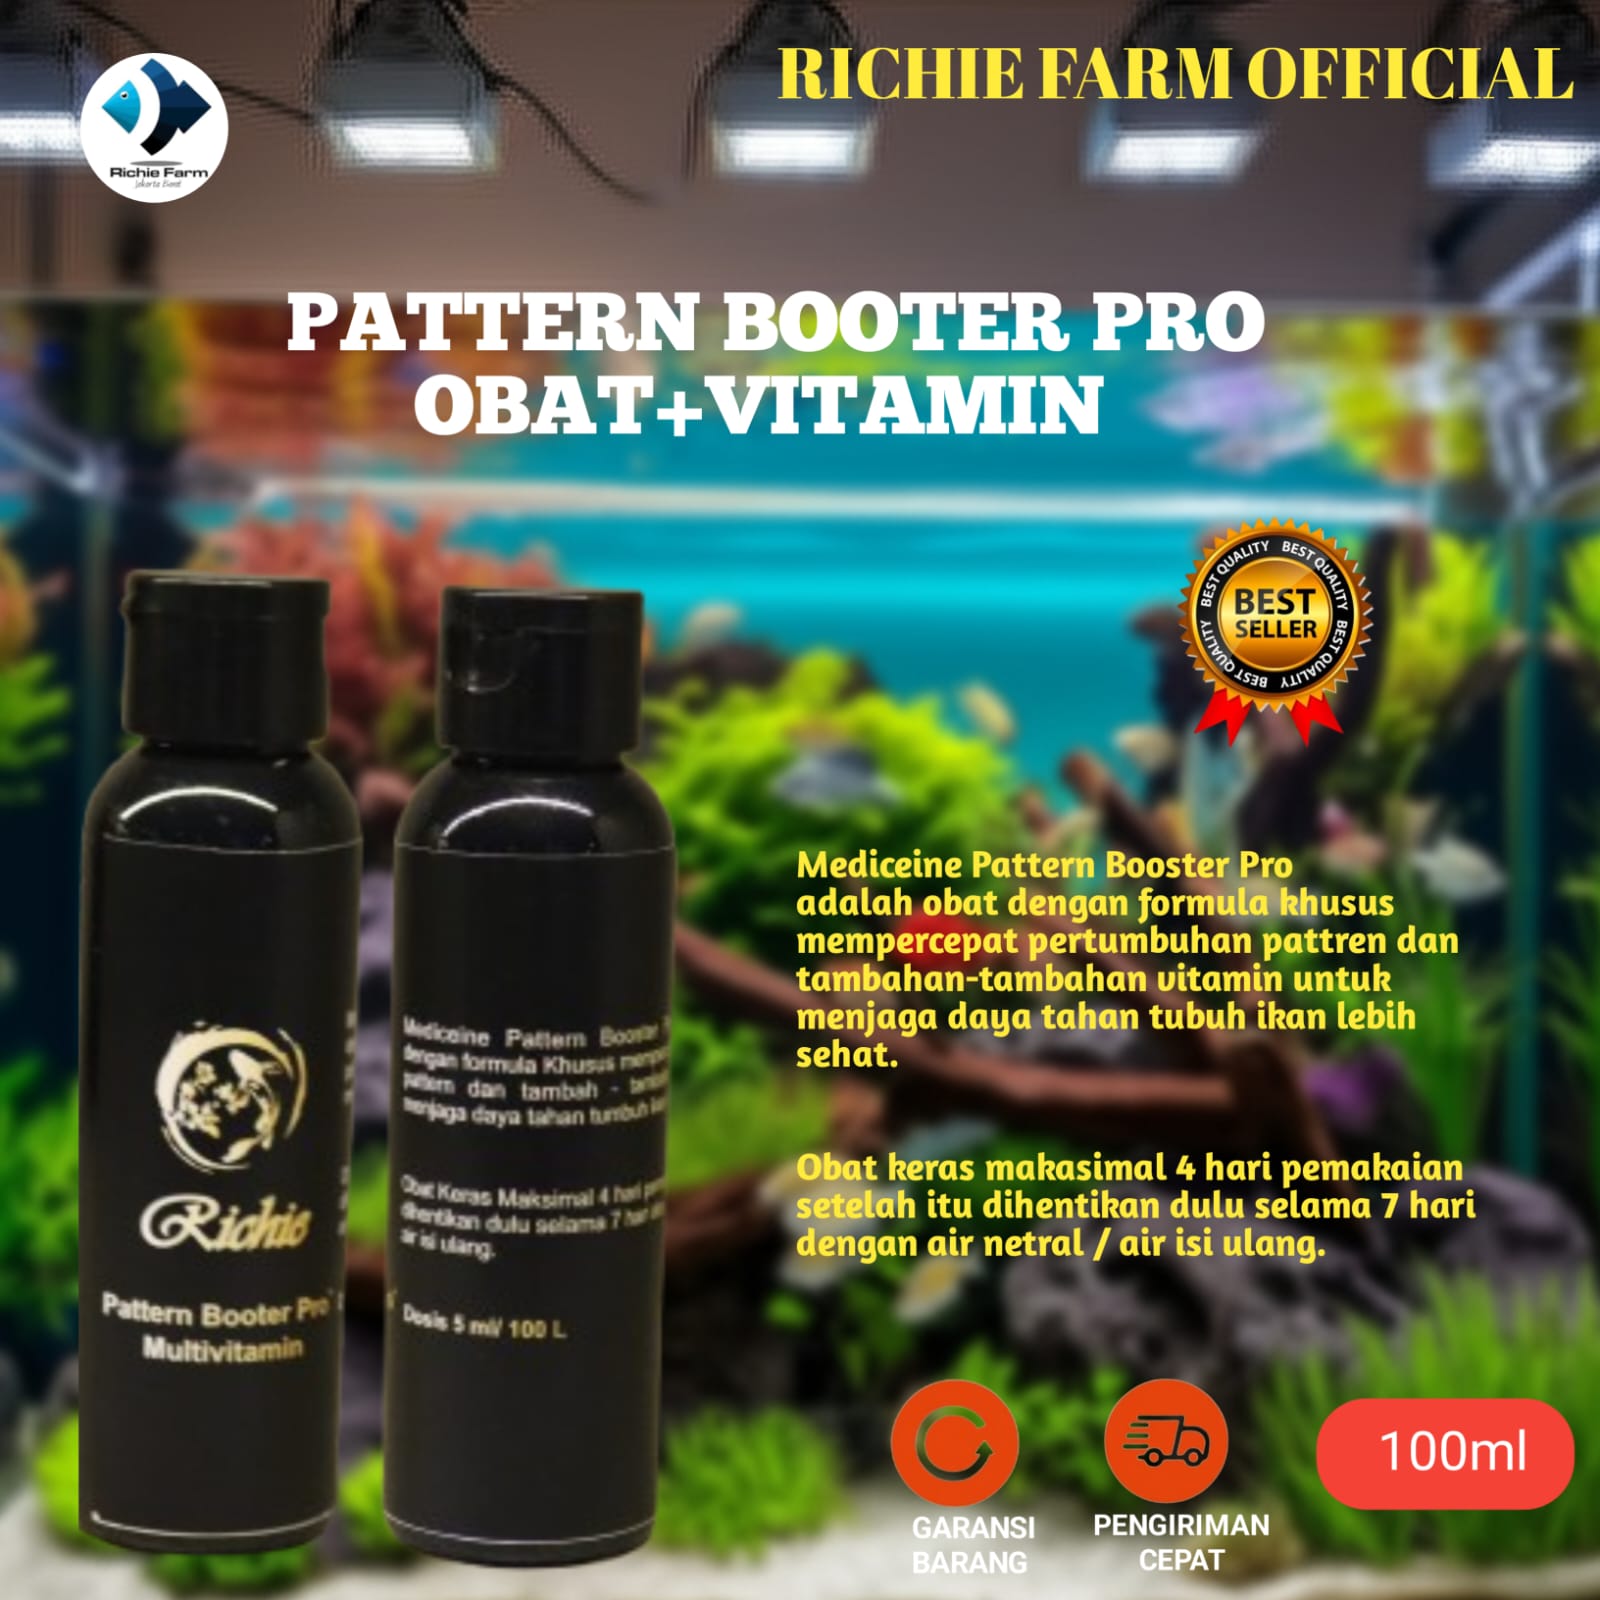 RICHIE FARM OFFICIAL
Richie Farm
Jakarta Barat
PATTERN BOOTER PRO
OBAT+VITAMIN
BEST QUALITY BEST QUALITY BEST QUALITY BEST QUALITY
BEST
SELLER
Mediceine Pattern Booster Pro
adalah obat dengan formula khusus
mempercepat pertumbuhan pattren dan
tambahan-tambahan vitamin untuk
menjaga daya tahan tubuh ikan lebih
sehat.
Obat keras makasimal 4 hari pemakaian
setelah itu dihentikan dulu selama 7 hari
dengan air netral / air isi ulang.
Richie
Pattern Booter Pro
Multivitamin
Mediceine Pattern Booster
dengan formula Khusus
pattern dan tambah -
menjaga daya tahan tumbuh
Obat Keras Maksimal 4 hari
dihentikan dulu selama 7 hari
air isi ulang.
Dosis 5 ml/ 100 L
GARANSI
BARANG
PENGIRIMAN
CEPAT
100ml